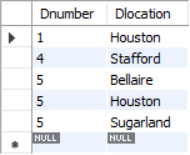 Dnumber Dlocation
1 Houston
4 Stafford
5 Bellaire
5 Houston
5 Sugarland
NULL NULL